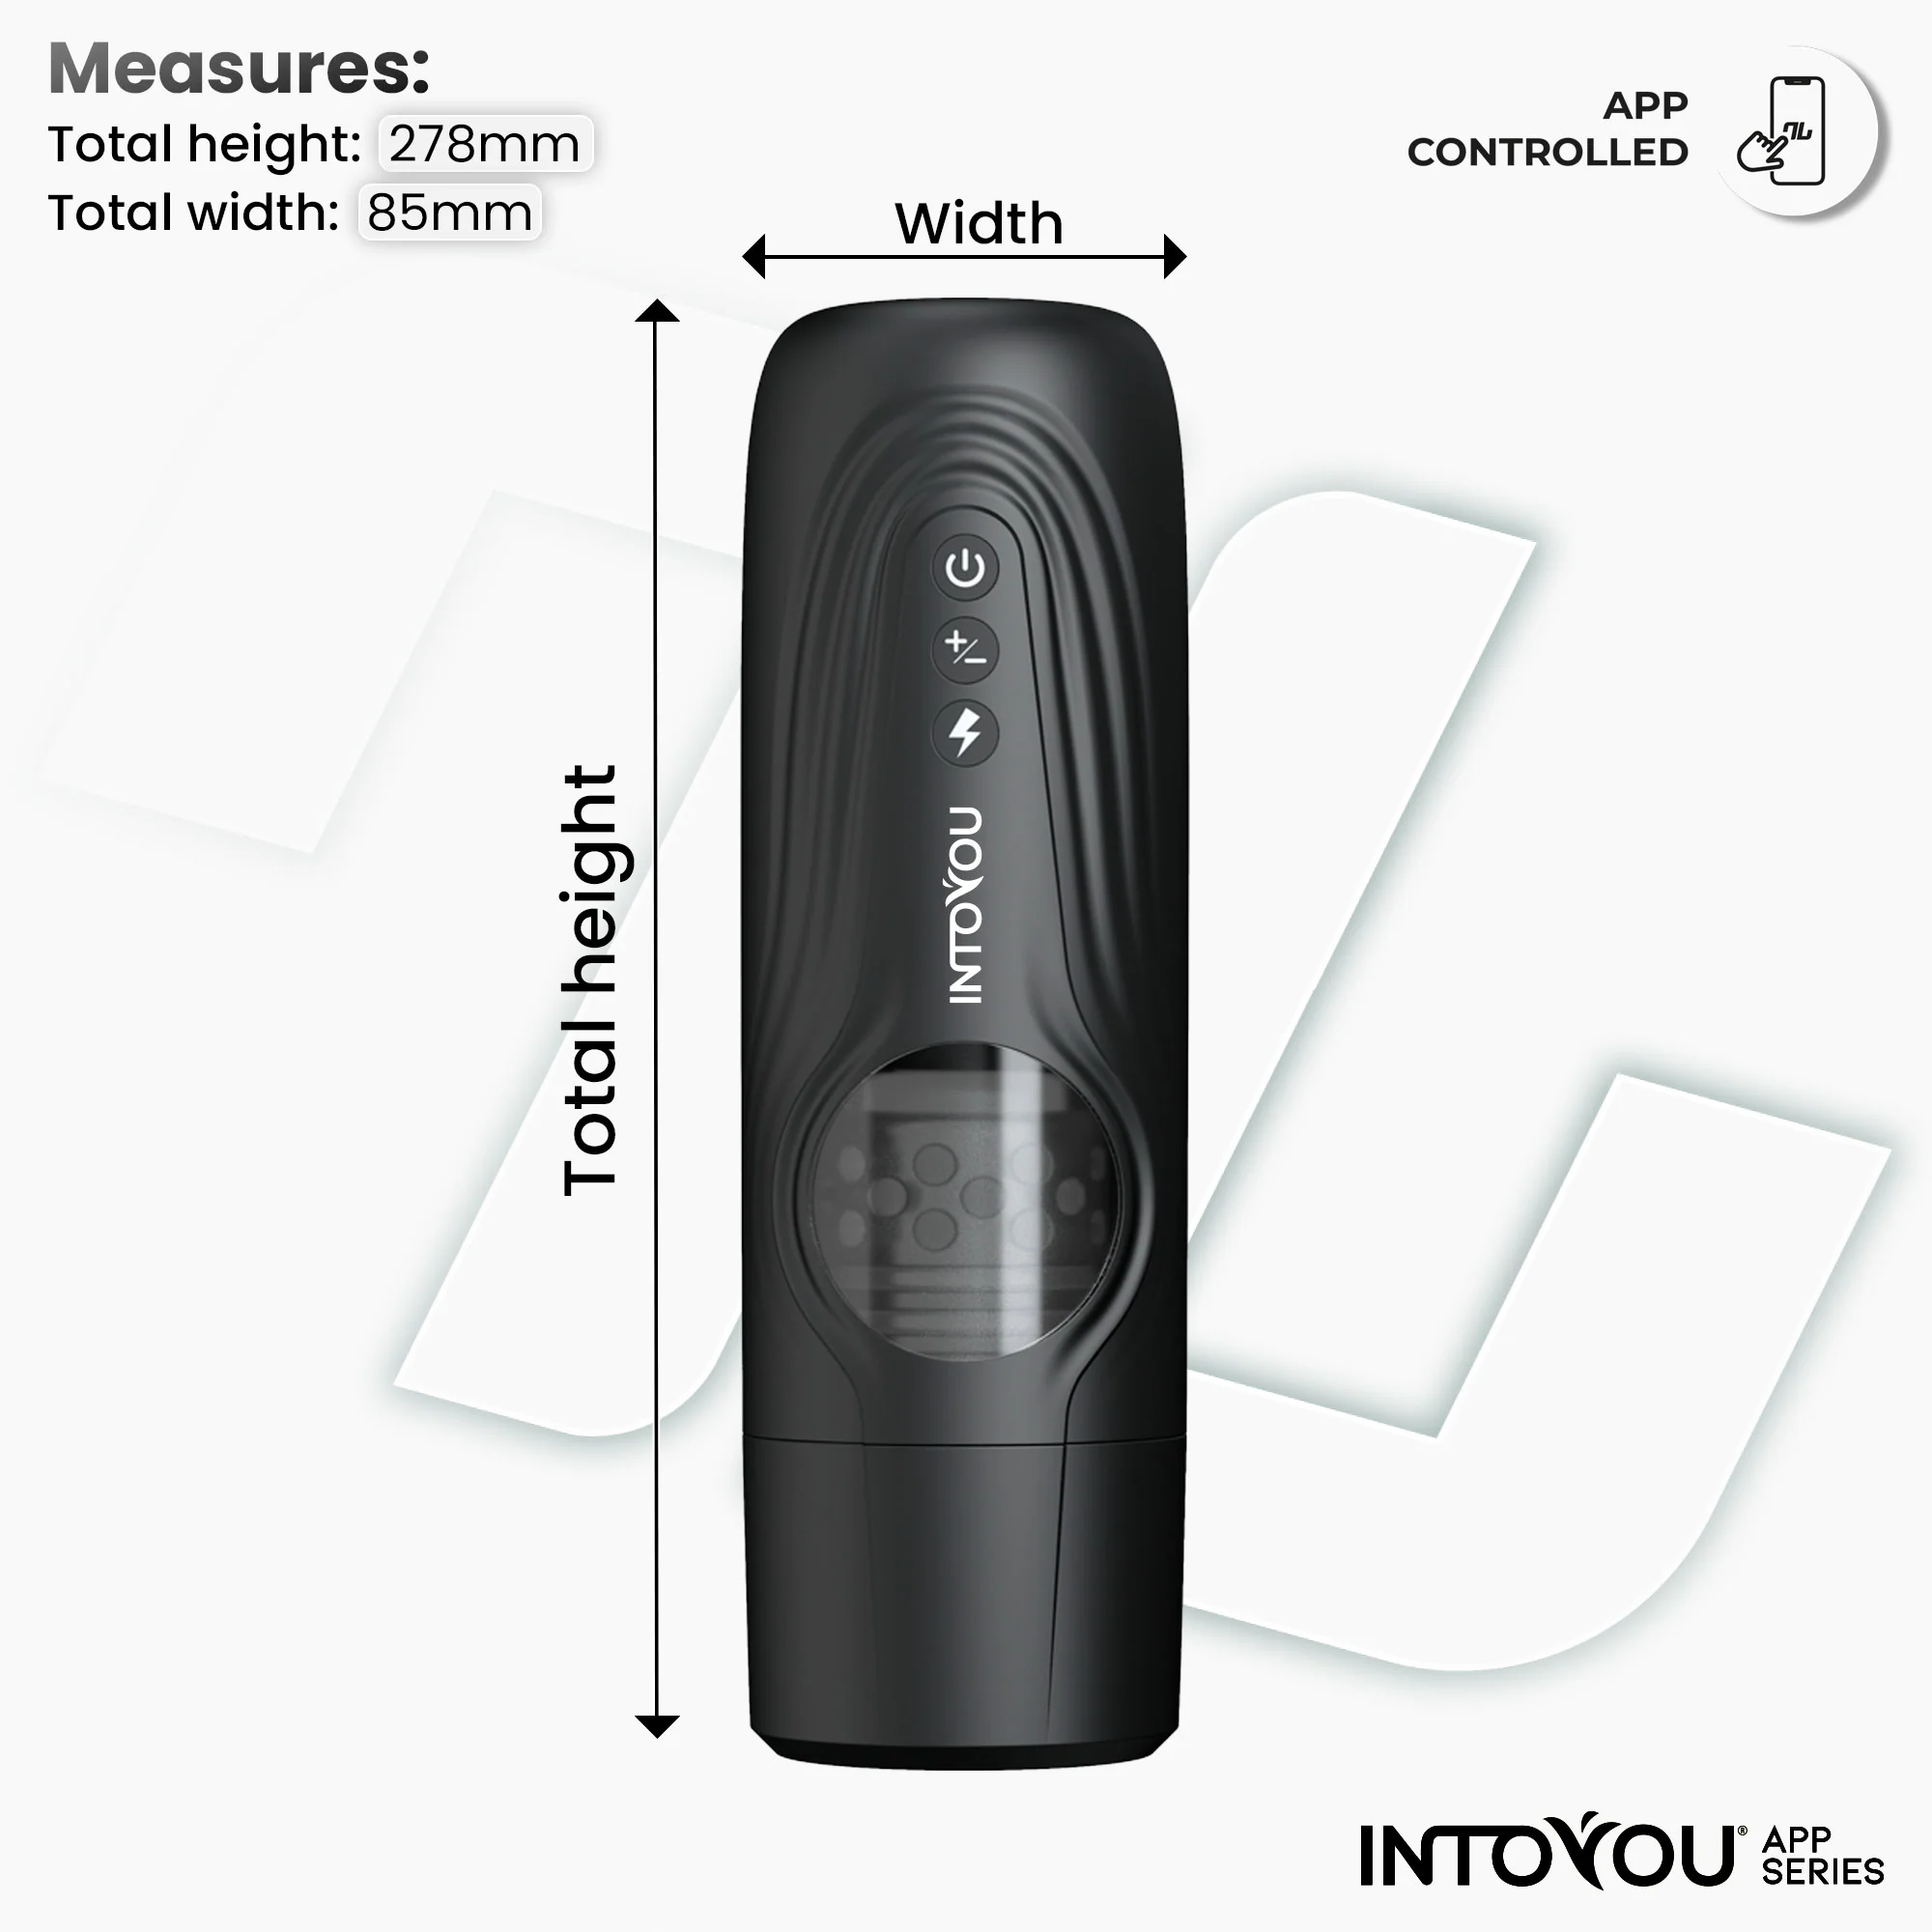 Measures:
Total height: 278mm
Total width: 85mm
APP
CONTROLLED
Width
Total height
INTOYOU
INTOYOU® APP
SERIES